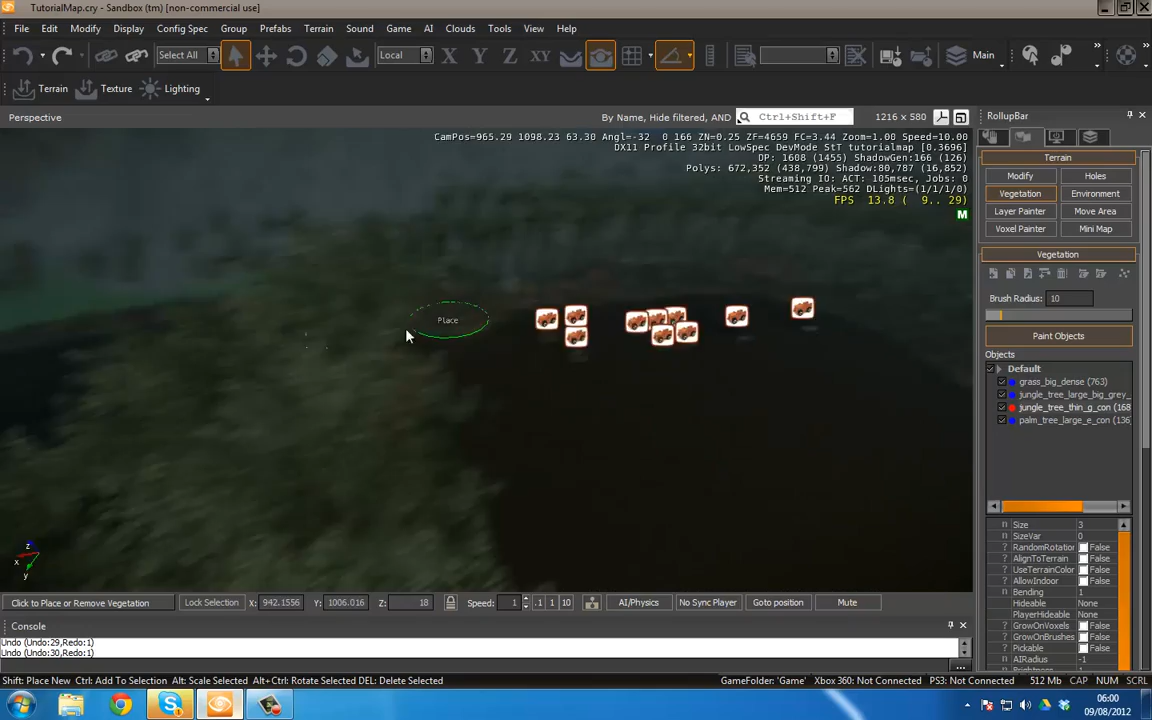 TutorialMap.cry - Sandbox (tm) [non-commercial use]
File Edit Modify Display Config Spec Group Prefabs Terrain Sound Game AI Clouds Tools View Help
Select All Local X Y Z XY Main
Terrain Texture Lighting
Perspective By Name, Hide filtered, AND Ctrl+Shift+F 1216 x 580
RollupBar
CamPos=965.29 1098.23 63.30 Angl=-32 0 166 ZN=0.25 ZF=4659 FC=3.44 Zoom=1.00 Speed=10.00
DX11 Profile 32bit LowSpec DevMode StT tutorialmap [0.3696]
DP: 1608 (1455) ShadowGen:166 (126)
Polys: 672,352 (438,799) Shadow:80,787 (16,852)
Streaming IO: ACT: 105msec, Jobs: 0
Mem=512 Peak=562 DLights=(1/1/1/0)
FPS 13.8 ( 9.. 29)
M
Place
z
x
y
Terrain
Modify Holes
Vegetation Environment
Layer Painter Move Area
Voxel Painter Mini Map
Vegetation
Brush Radius: 10
Paint Objects
Objects
Default
grass_big_dense (763)
jungle_tree_large_big_grey_
jungle_tree_thin_g_con (168
palm_tree_large_e_con (136)
n Size 3
n SizeVar 0
? RandomRotation False
? AlignToTerrain False
? UseTerrainColor False
? AllowIndoor False
n Bending 1
Hideable None
PlayerHideable None
? GrowOnVoxels False
? GrowOnBrushes False
? Pickable False
n AIRadius -1
Click to Place or Remove Vegetation Lock Selection X: 942.1556 Y: 1006.016 Z: 18 Speed: 1 .1 1 10 AI/Physics No Sync Player Goto position Mute
Console
Undo (Undo:29,Redo:1)
Undo (Undo:30,Redo:1)
...
Shift: Place New Ctrl: Add To Selection Alt: Scale Selected Alt+Ctrl: Rotate Selected DEL: Delete Selected GameFolder: 'Game' Xbox 360: Not Connected PS3: Not Connected 512 Mb CAP NUM SCRL
06:00
09/08/2012